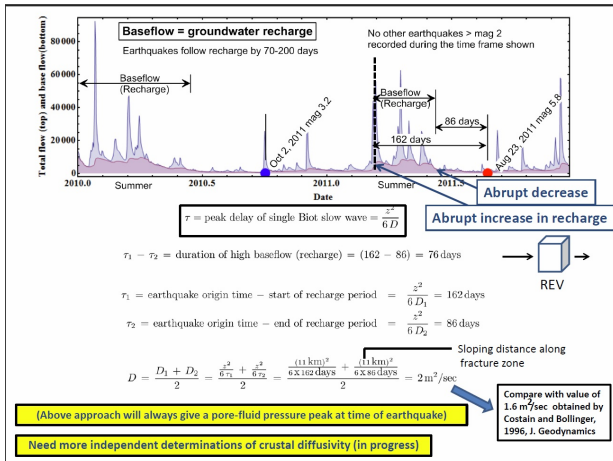 Baseflow = groundwater recharge
Earthquakes follow recharge by 70-200 days
No other earthquakes > mag 2
recorded during the time frame shown
Total flow (top) and base flow(bottom)
80000
60000
40000
20000
0
Baseflow
(Recharge)
Oct 2, 2011 mag 3.2
Baseflow
(Recharge)
86 days
162 days
Aug 23, 2011 mag 5.8
2010.0
2010.5
2011.0
2011.5
Summer
Summer
Date
Abrupt decrease
Abrupt increase in recharge
τ = peak delay of single Biot slow wave = z²/6 D
τ₁ − τ₂ = duration of high baseflow (recharge) = (162 − 86) = 76 days
REV
τ₁ = earthquake origin time − start of recharge period = z²/6 D₁ = 162 days
τ₂ = earthquake origin time − end of recharge period = z²/6 D₂ = 86 days
Sloping distance along
fracture zone
D = (D₁ + D₂)/2 = (z²/6 τ₁ + z²/6 τ₂)/2 = ((11 km)²/6 x 162 days + (11 km)²/6 x 86 days)/2 = 2 m²/sec
Compare with value of
1.6 m²/sec obtained by
Costain and Bollinger,
1996, J. Geodynamics
(Above approach will always give a pore-fluid pressure peak at time of earthquake)
Need more independent determinations of crustal diffusivity (in progress)